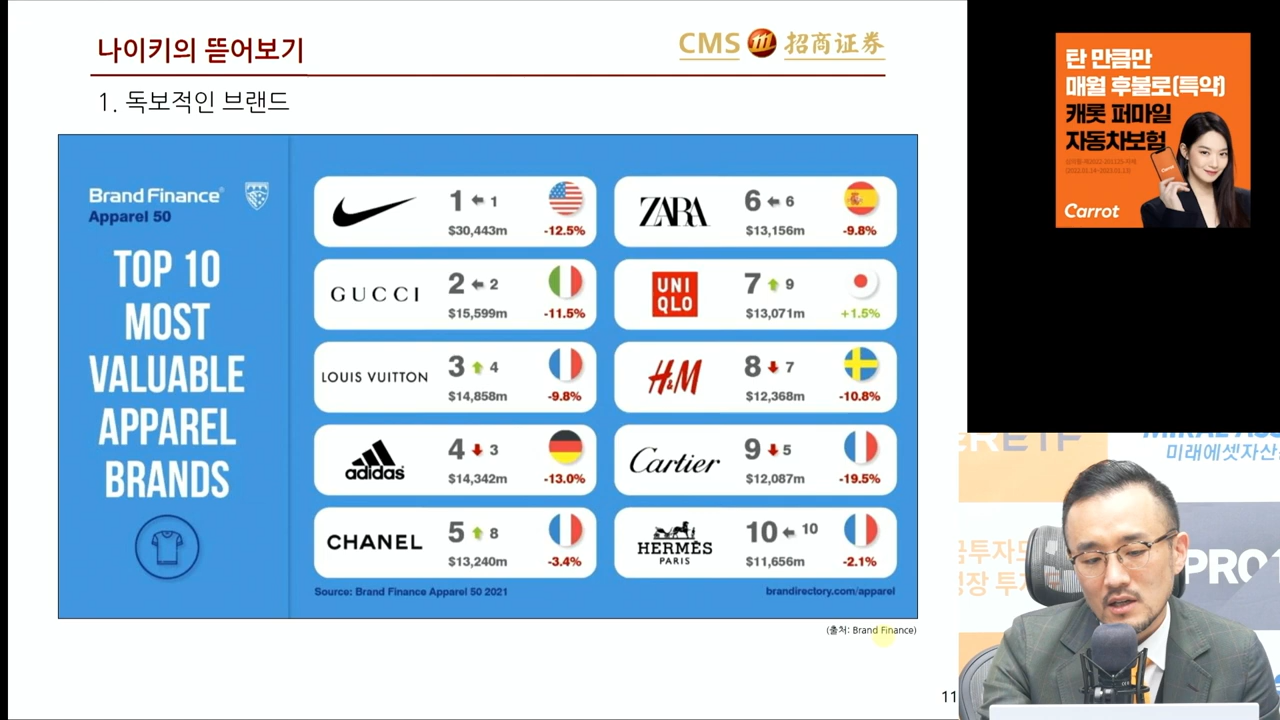 나이키의 뜯어보기
CMS 招商证券
1. 독보적인 브랜드
Brand Finance®
Apparel 50
TOP 10
MOST
VALUABLE
APPAREL
BRANDS
1 1
$30,443m -12.5%
GUCCI
2 2
$15,599m -11.5%
LOUIS VUITTON
3 4
$14,858m -9.8%
adidas
4 3
$14,342m -13.0%
CHANEL
5 8
$13,240m -3.4%
ZARA
6 6
$13,156m -9.8%
UNI
QLO
7 9
$13,071m +1.5%
H&M
8 7
$12,368m -10.8%
Cartier
9 5
$12,087m -19.5%
HERMÈS
PARIS
10 10
$11,656m -2.1%
Source: Brand Finance Apparel 50 2021
brandirectory.com/apparel
(출처: Brand Finance)
11
탄 만큼만
매월 후불로(특약)
캐롯 퍼마일
자동차보험
Carrot
미래에셋자산
PRO